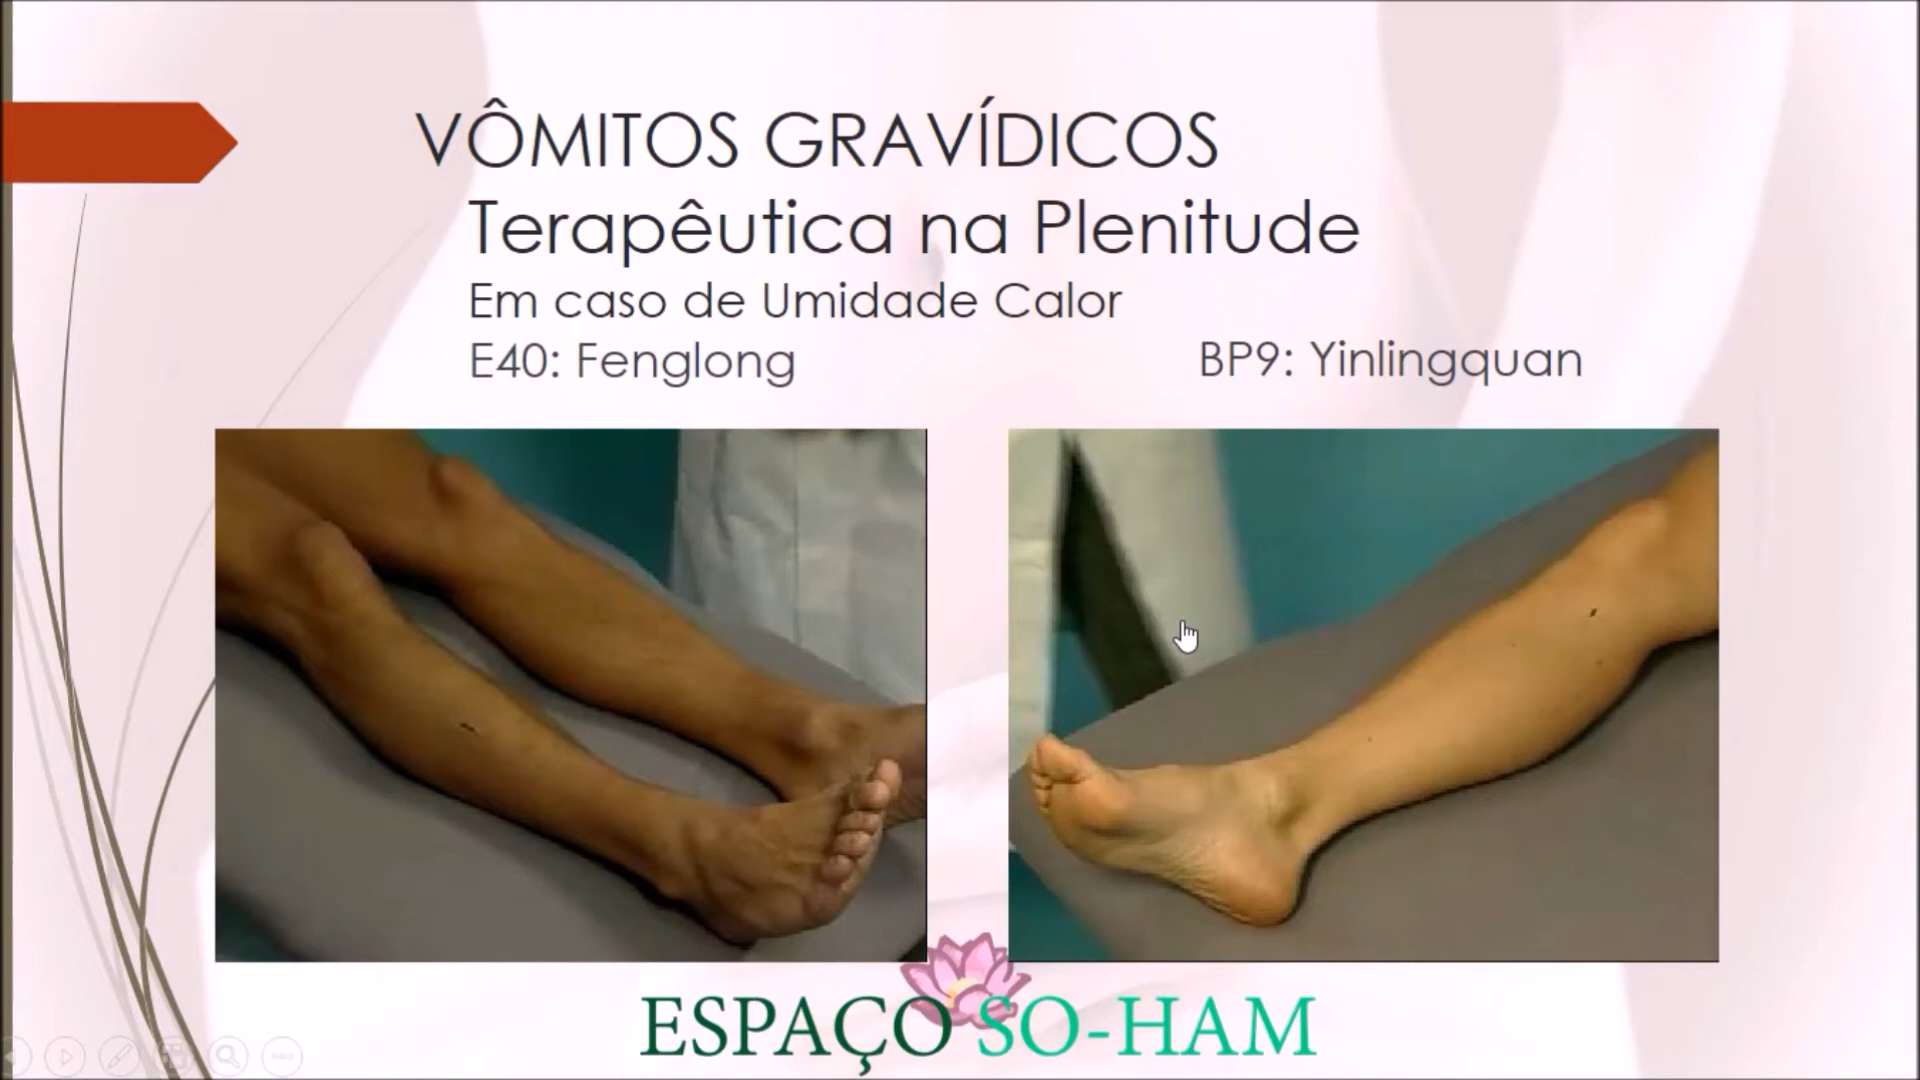 VÔMITOS GRAVÍDICOS
Terapêutica na Plenitude
Em caso de Umidade Calor
E40: Fenglong
BP9: Yinlingquan
ESPAÇO SO-HAM